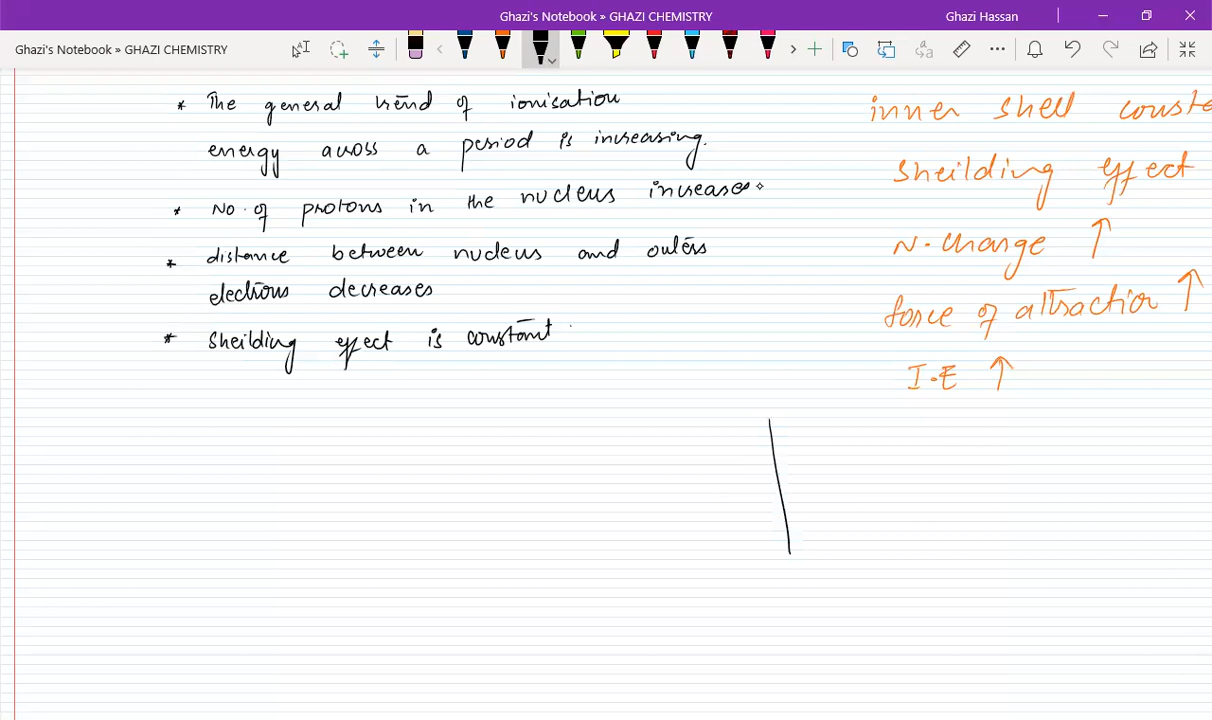 Ghazi's Notebook » GHAZI CHEMISTRY
Ghazi Hassan
Ghazi's Notebook » GHAZI CHEMISTRY
* The general trend of ionisation
energy across a period is increasing.
* No. of protons in the nucleus increases.
* distance between nucleus and outers
electrons decreases
* Sheilding effect is constant
inner shell const
Sheilding effect
N. Charge ↑
force of attraction ↑
I.E ↑